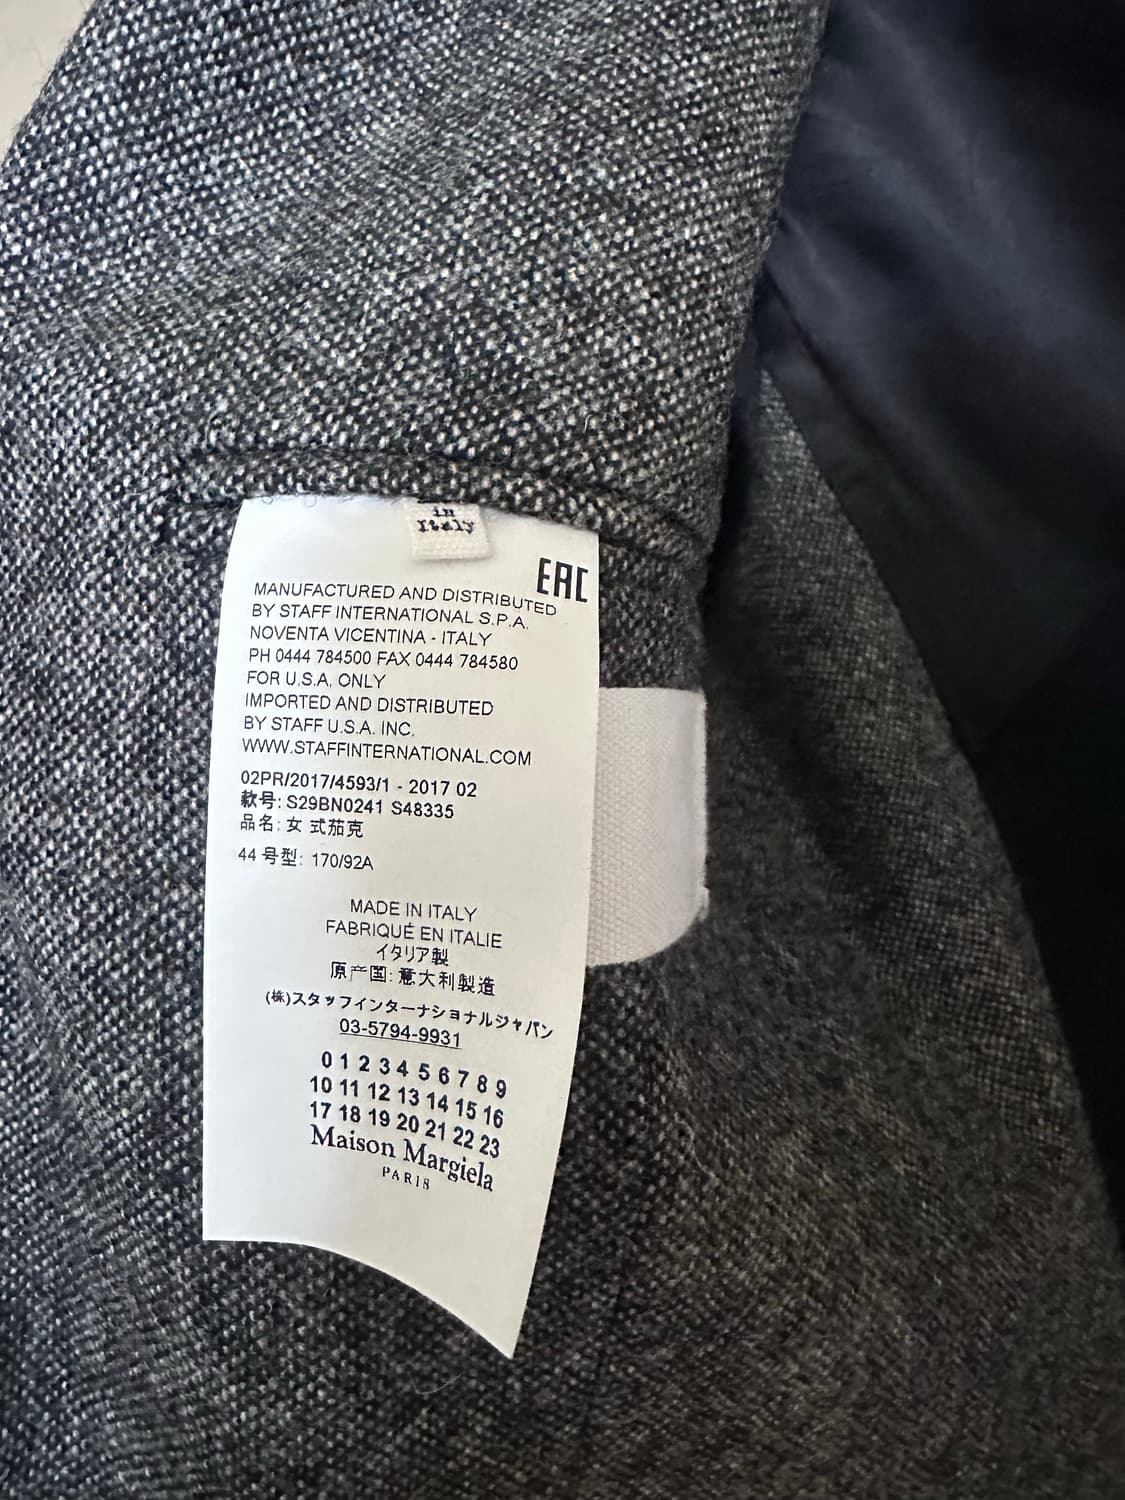 in
Italy
EAC
MANUFACTURED AND DISTRIBUTED
BY STAFF INTERNATIONAL S.P.A.
NOVENTA VICENTINA - ITALY
PH 0444 784500 FAX 0444 784580
FOR U.S.A. ONLY
IMPORTED AND DISTRIBUTED
BY STAFF U.S.A. INC.
WWW.STAFFINTERNATIONAL.COM
02PR/2017/4593/1 - 2017 02
款号: S29BN0241 S48335
品名: 女 式茄克
44 号型: 170/92A
MADE IN ITALY
FABRIQUÉ EN ITALIE
イタリア製
原产国: 意大利製造
(株)スタッフインターナショナルジャパン
03-5794-9931
0 1 2 3 4 5 6 7 8 9
10 11 12 13 14 15 16
17 18 19 20 21 22 23
Maison Margiela
PARIS